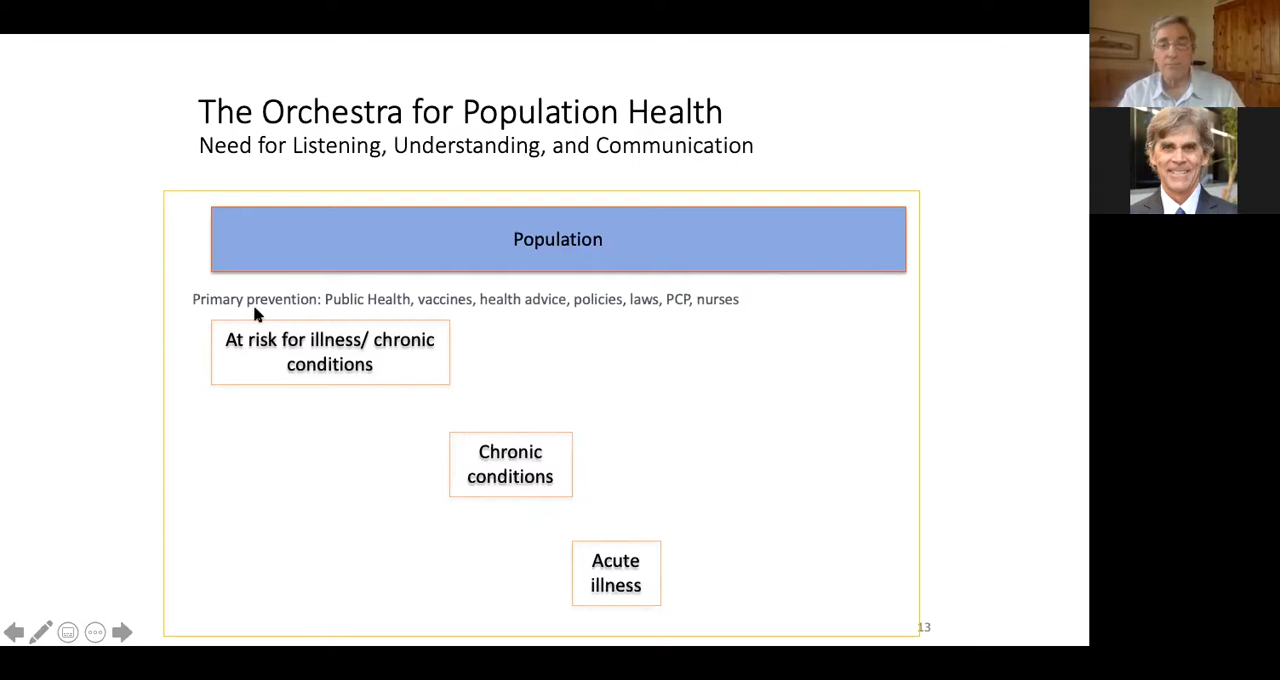 The Orchestra for Population Health
Need for Listening, Understanding, and Communication
Population
Primary prevention: Public Health, vaccines, health advice, policies, laws, PCP, nurses
At risk for illness/ chronic
conditions
Chronic
conditions
Acute
illness
13